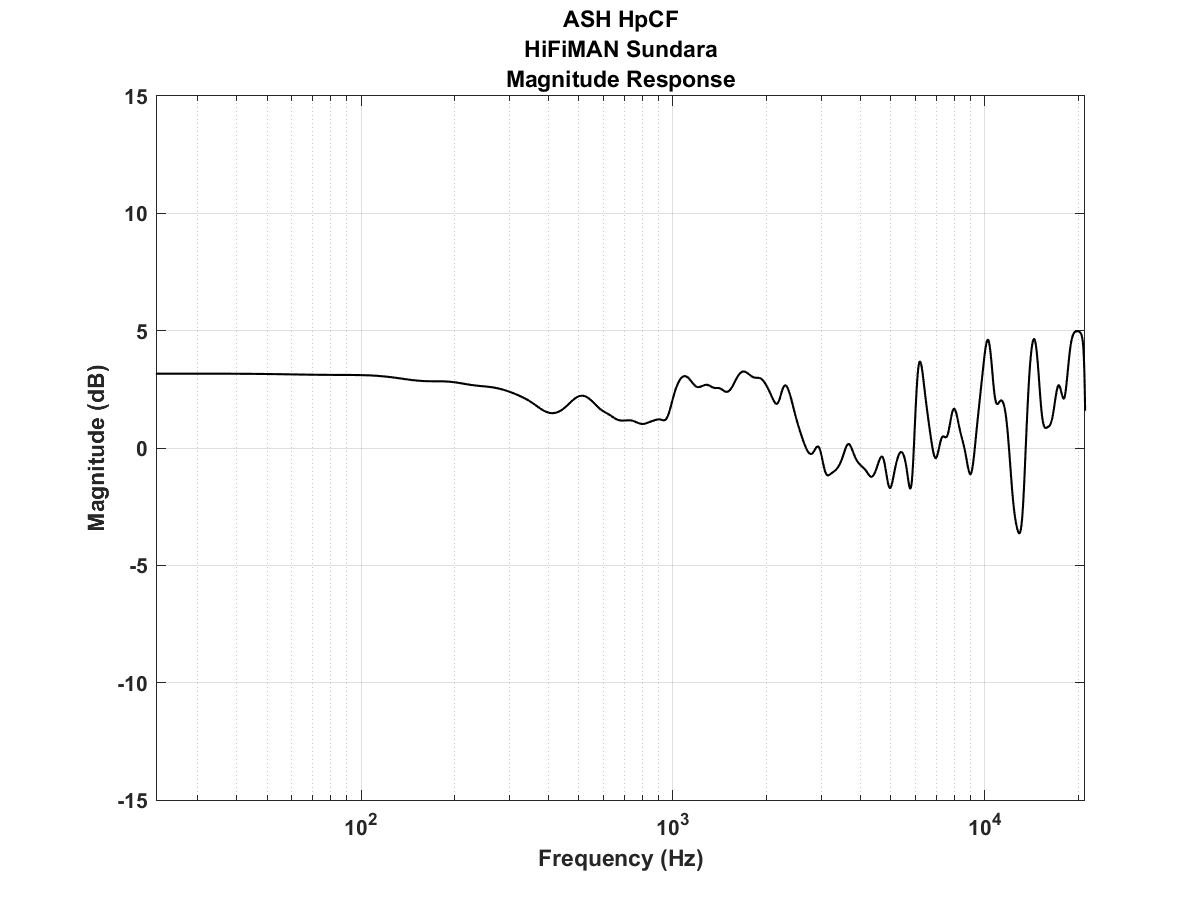 ASH HpCF
HiFiMAN Sundara
Magnitude Response
15
10
5
0
-5
-10
-15
Magnitude (dB)
10²
10³
10⁴
Frequency (Hz)